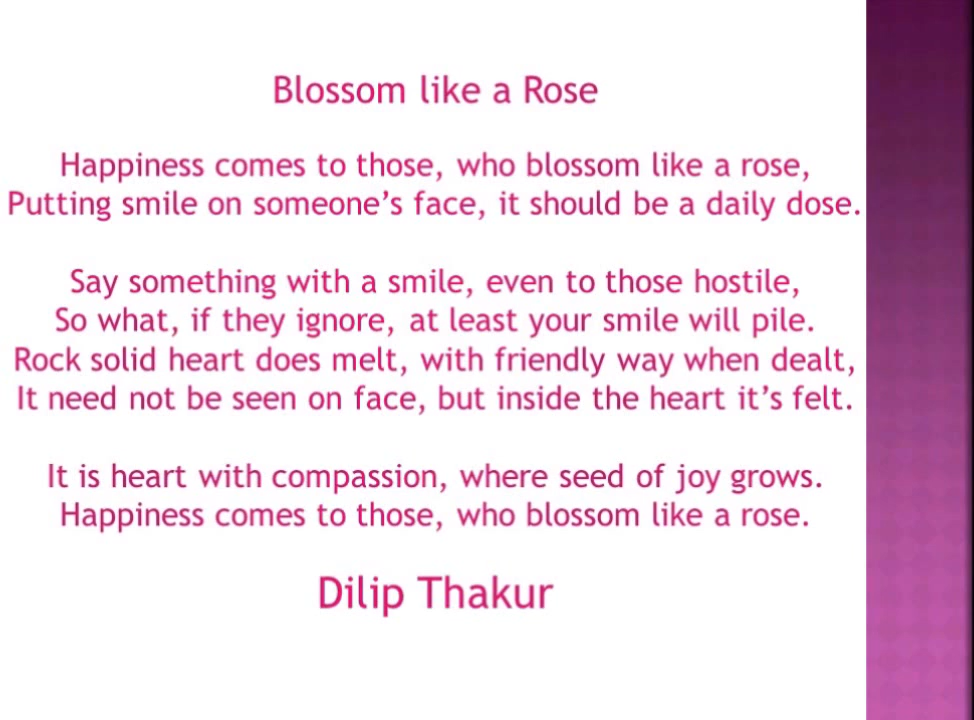 Blossom like a Rose
Happiness comes to those, who blossom like a rose,
Putting smile on someone’s face, it should be a daily dose.
Say something with a smile, even to those hostile,
So what, if they ignore, at least your smile will pile.
Rock solid heart does melt, with friendly way when dealt,
It need not be seen on face, but inside the heart it’s felt.
It is heart with compassion, where seed of joy grows.
Happiness comes to those, who blossom like a rose.
Dilip Thakur